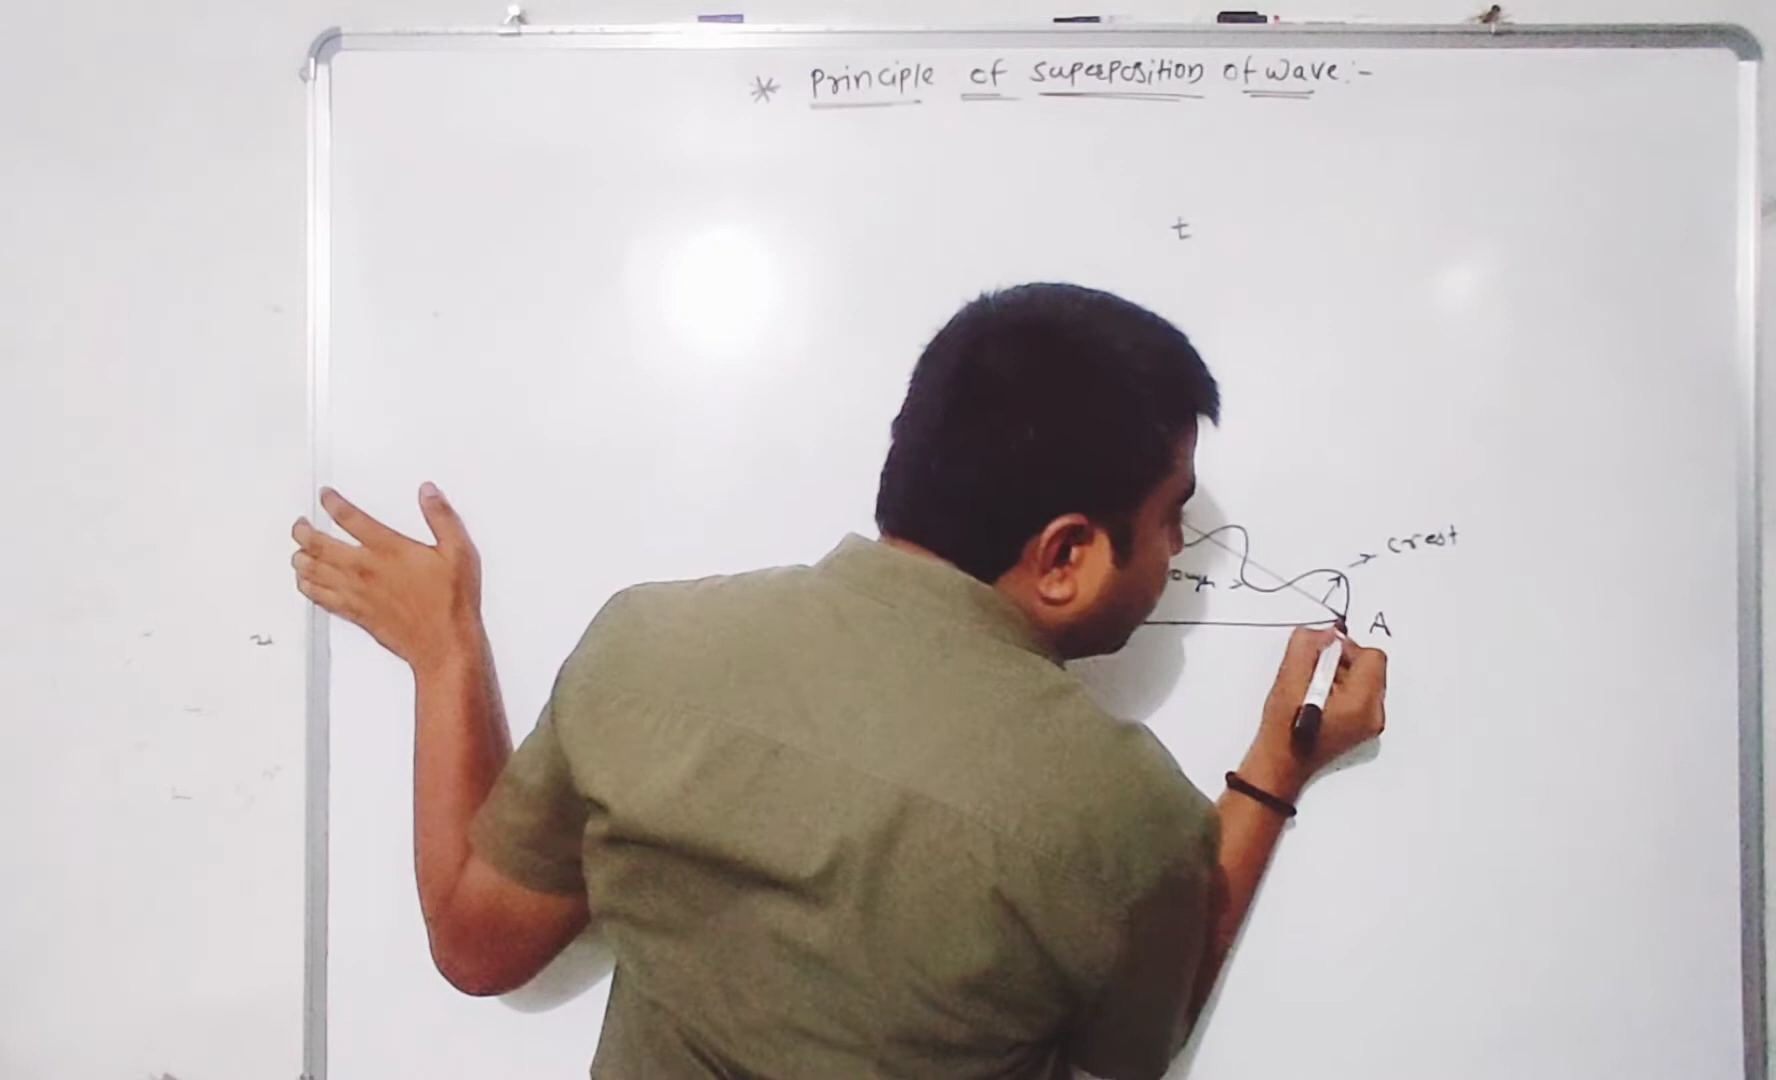 * Principle of superposition of wave:-
t
crest
A